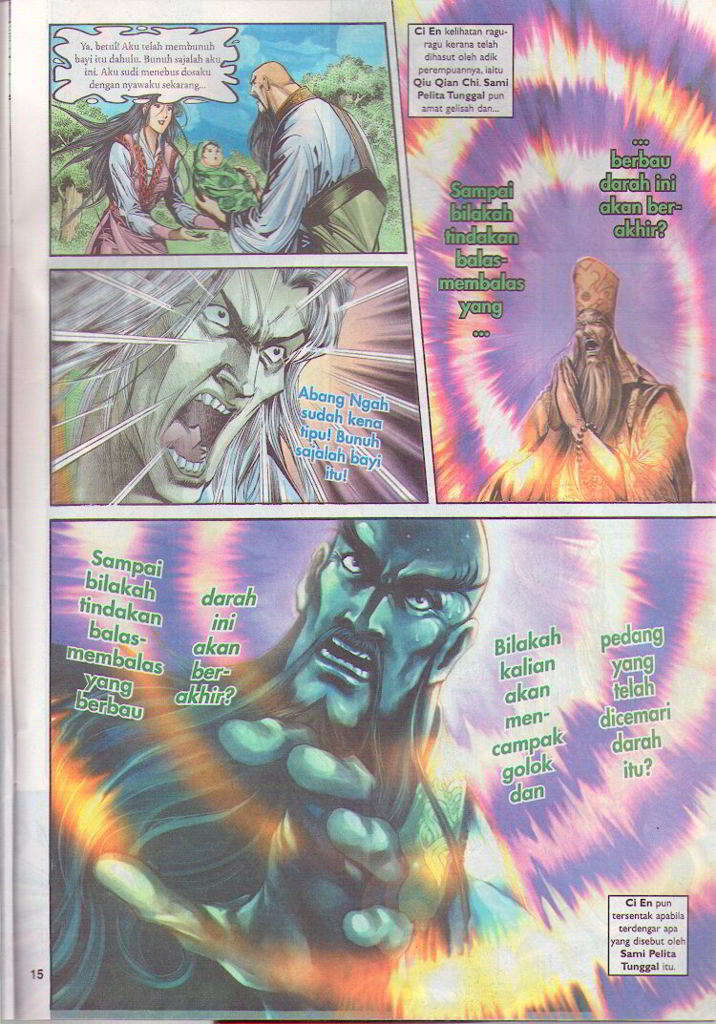 Ya, betul! Aku telah membunuh
bayi itu dahulu. Bunuh sajalah aku
ini. Aku sudi menebus dosaku
dengan nyawaku sekarang...
Ci En kelihatan ragu-
ragu kerana telah
dihasut oleh adik
perempuannya, iaitu
Qiu Qian Chi. Sami
Pelita Tunggal pun
amat gelisah dan...
Sampai
bilakah
tindakan
balas-
membalas
yang
...
...
berbau
darah ini
akan ber-
akhir?
Abang Ngah
sudah kena
tipu! Bunuh
sajalah bayi
itu!
Sampai
bilakah
tindakan
balas-
membalas
yang
berbau
darah
ini
akan
ber-
akhir?
Bilakah
kalian
akan
men-
campak
golok
dan
pedang
yang
telah
dicemari
darah
itu?
Ci En pun
tersentak apabila
terdengar apa
yang disebut oleh
Sami Pelita
Tunggal itu.
15